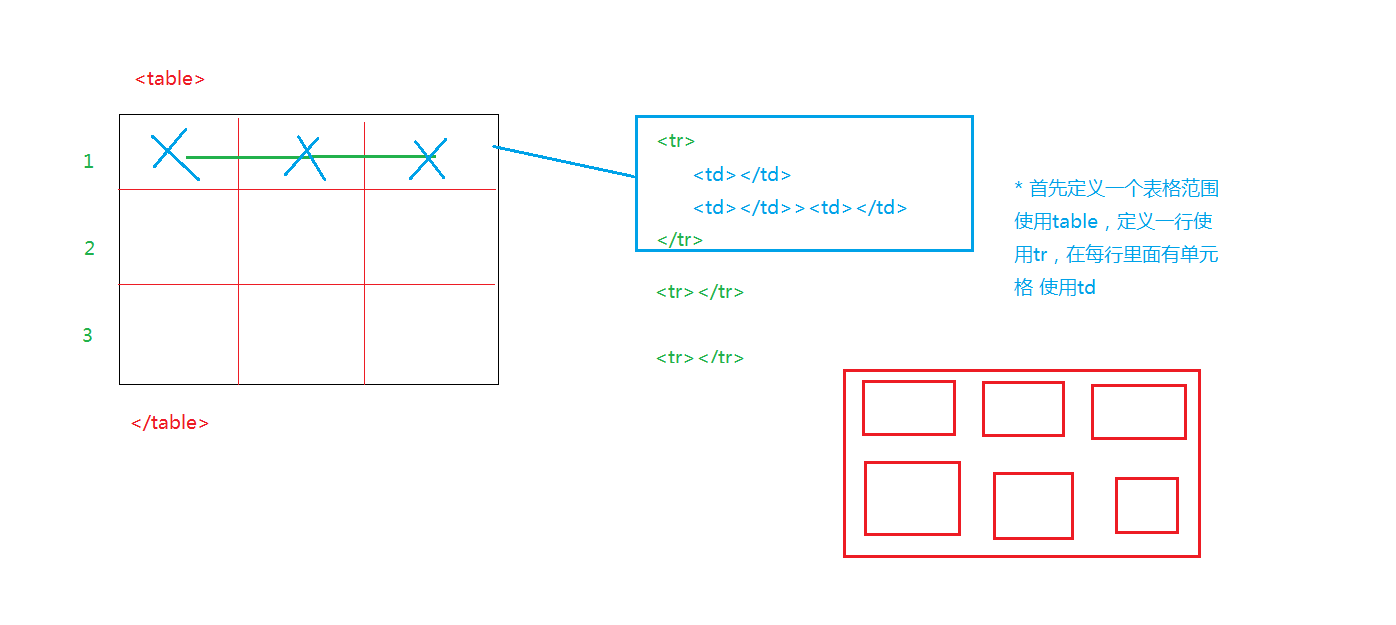 <table>
1
2
3
</table>
<tr>
<td></td>
<td></td>><td></td>
</tr>
<tr></tr>
<tr></tr>
* 首先定义一个表格范围
使用table，定义一行使
用tr，在每行里面有单元
格 使用td